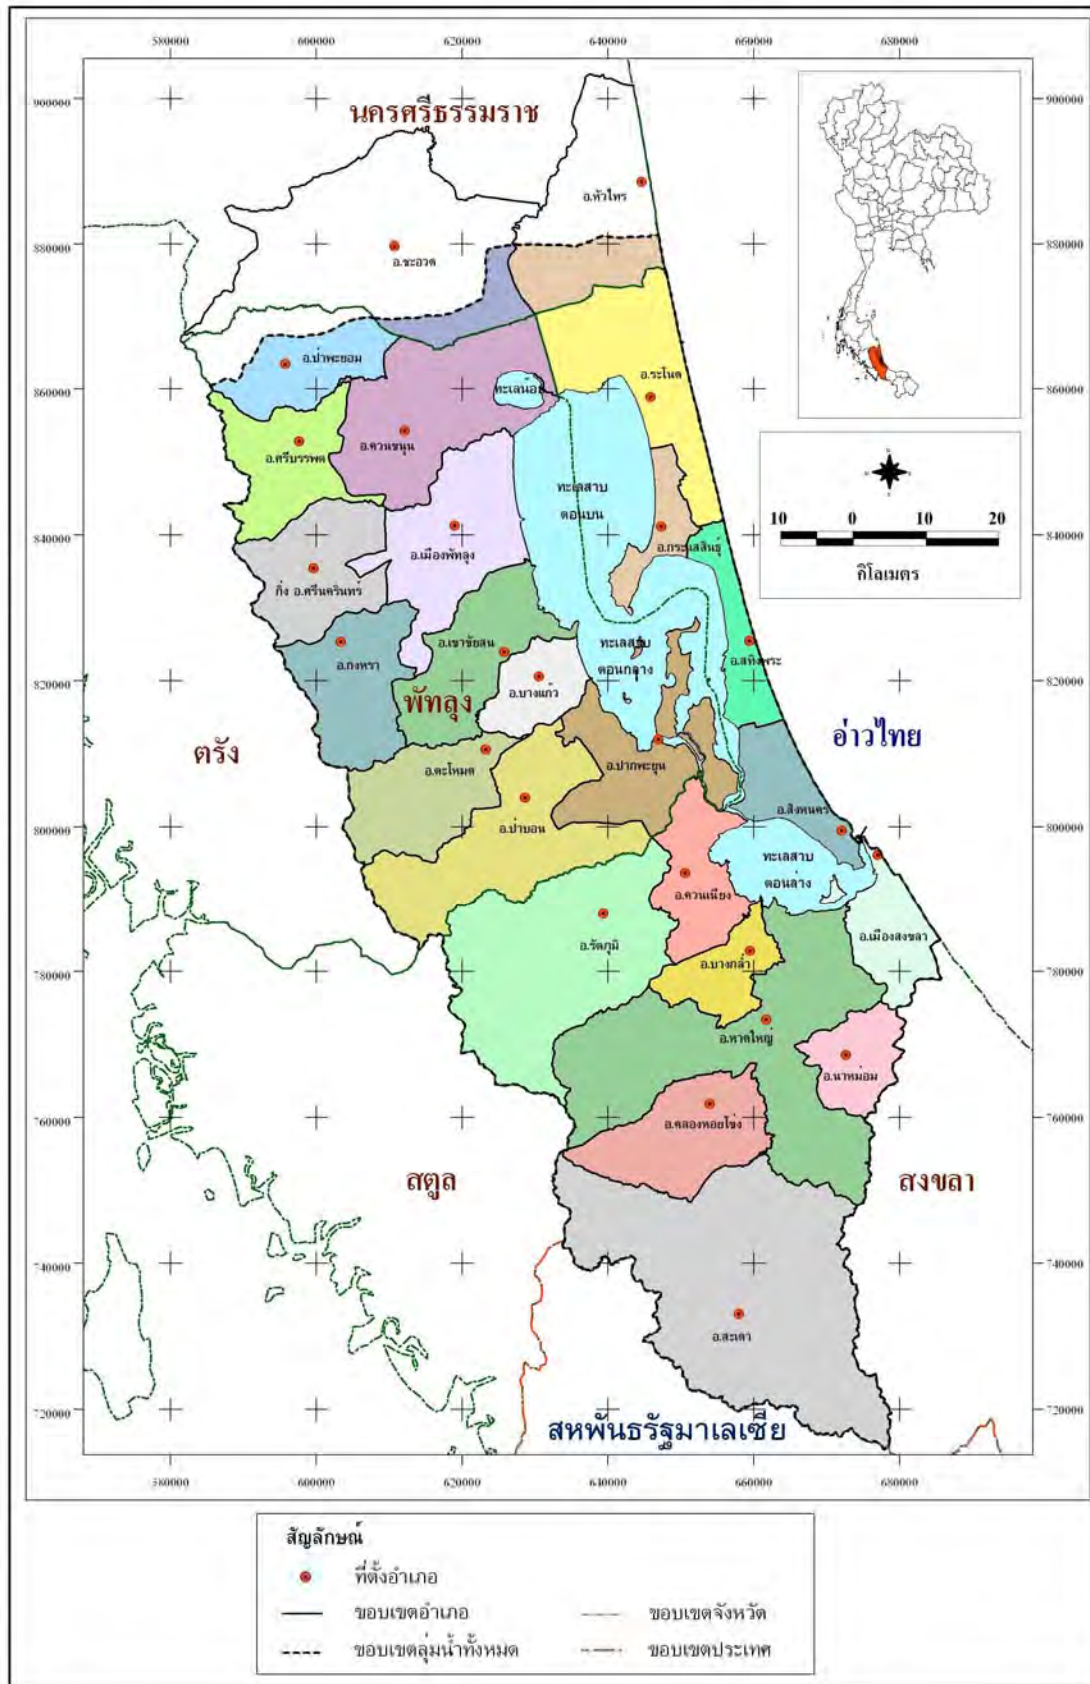 580000 600000 620000 640000 660000 680000
900000 900000
นครศรีธรรมราช
อ.หัวไทร
880000 880000
อ.ชะอวด
อ.ป่าพะยอม
860000 860000
ทะเลน้อย
อ.ระโนด
อ.ควนขนุน
อ.ศรีบรรพต
ทะเลสาบ
ตอนบน
10 0 10 20
กิโลเมตร
840000 840000
อ.เมืองพัทลุง
อ.กระแสสินธุ์
กิ่ง อ.ศรีนครินทร์
อ.กงหรา
อ.เขาชัยสน
ทะเลสาบ
ตอนกลาง
อ.สทิงพระ
820000 820000
อ.บางแก้ว
พัทลุง
อ่าวไทย
ตรัง
อ.ตะโหมด
อ.ปากพะยูน
อ.สิงหนคร
800000 800000
อ.ป่าบอน
ทะเลสาบ
ตอนล่าง
อ.ควนเนียง
อ.รัตภูมิ
อ.เมืองสงขลา
อ.บางกล่ำ
780000 780000
อ.หาดใหญ่
อ.นาหม่อม
760000 760000
อ.คลองหอยโข่ง
สตูล
สงขลา
740000 740000
อ.สะเดา
720000 720000
สหพันธรัฐมาเลเซีย
580000 600000 620000 640000 660000 680000
สัญลักษณ์
ที่ตั้งอำเภอ
ขอบเขตอำเภอ ขอบเขตจังหวัด
ขอบเขตลุ่มน้ำทั้งหมด ขอบเขตประเทศ